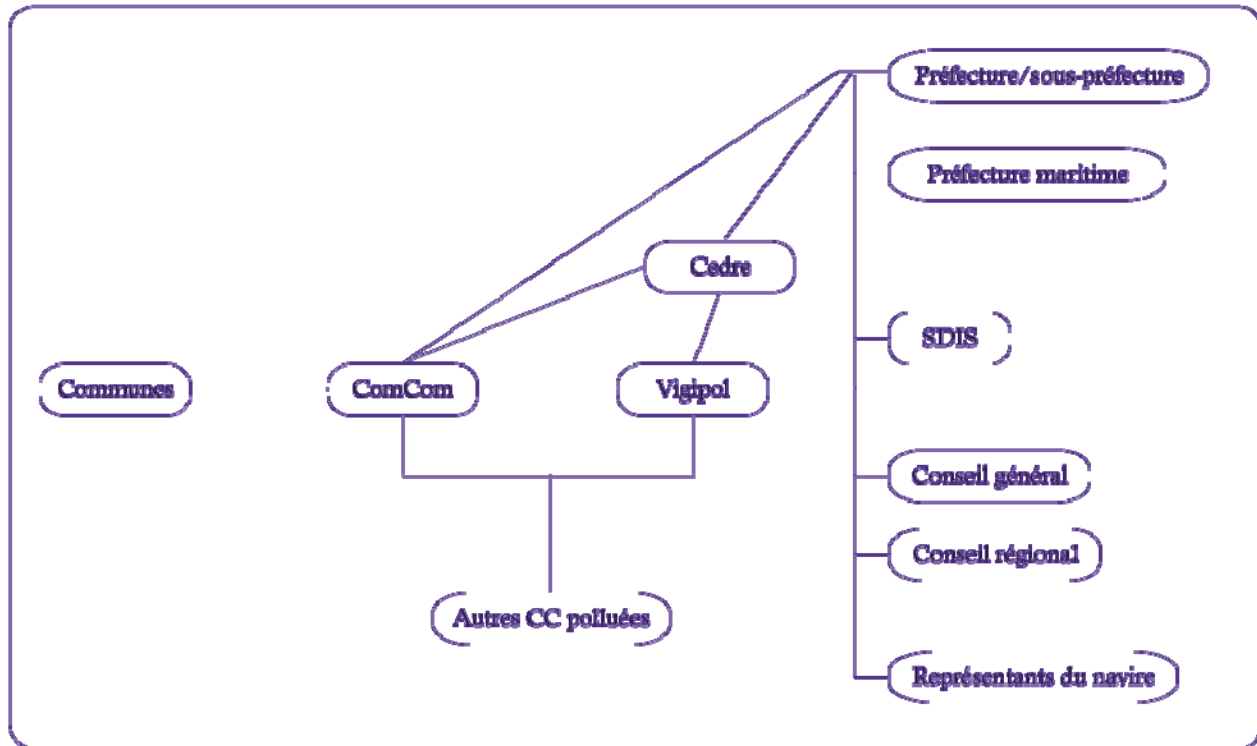 Préfecture/sous-préfecture
Préfecture maritime
Cedre
SDIS
Communes
ComCom
Vigipol
Conseil général
Conseil régional
Autres CC polluées
Représentants du navire